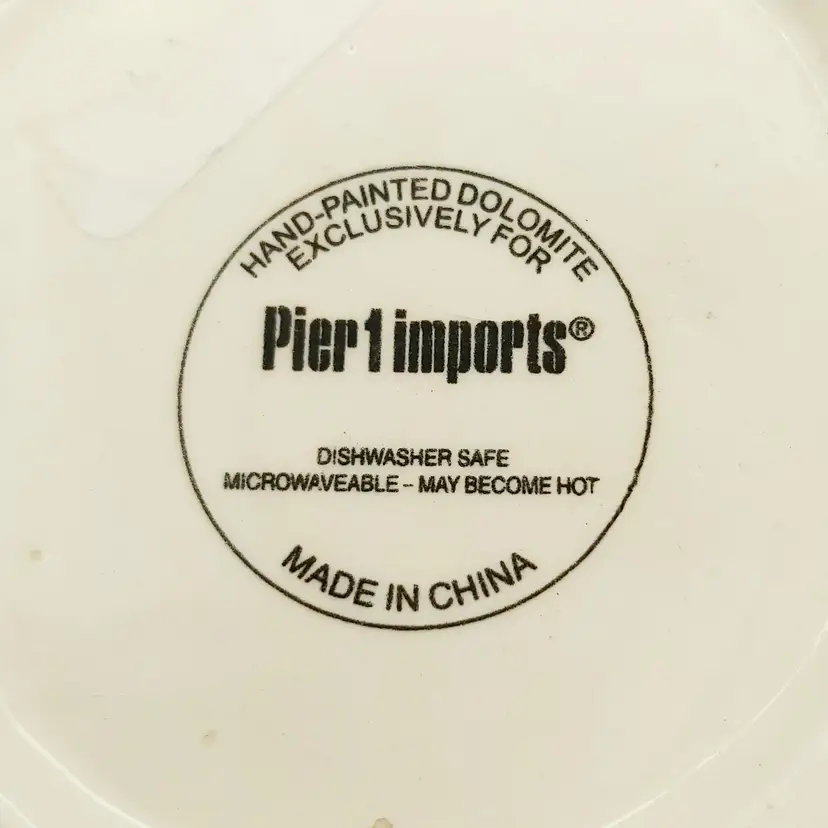 HAND-PAINTED DOLOMITE
EXCLUSIVELY FOR
Pier 1 imports®
DISHWASHER SAFE
MICROWAVEABLE - MAY BECOME HOT
MADE IN CHINA